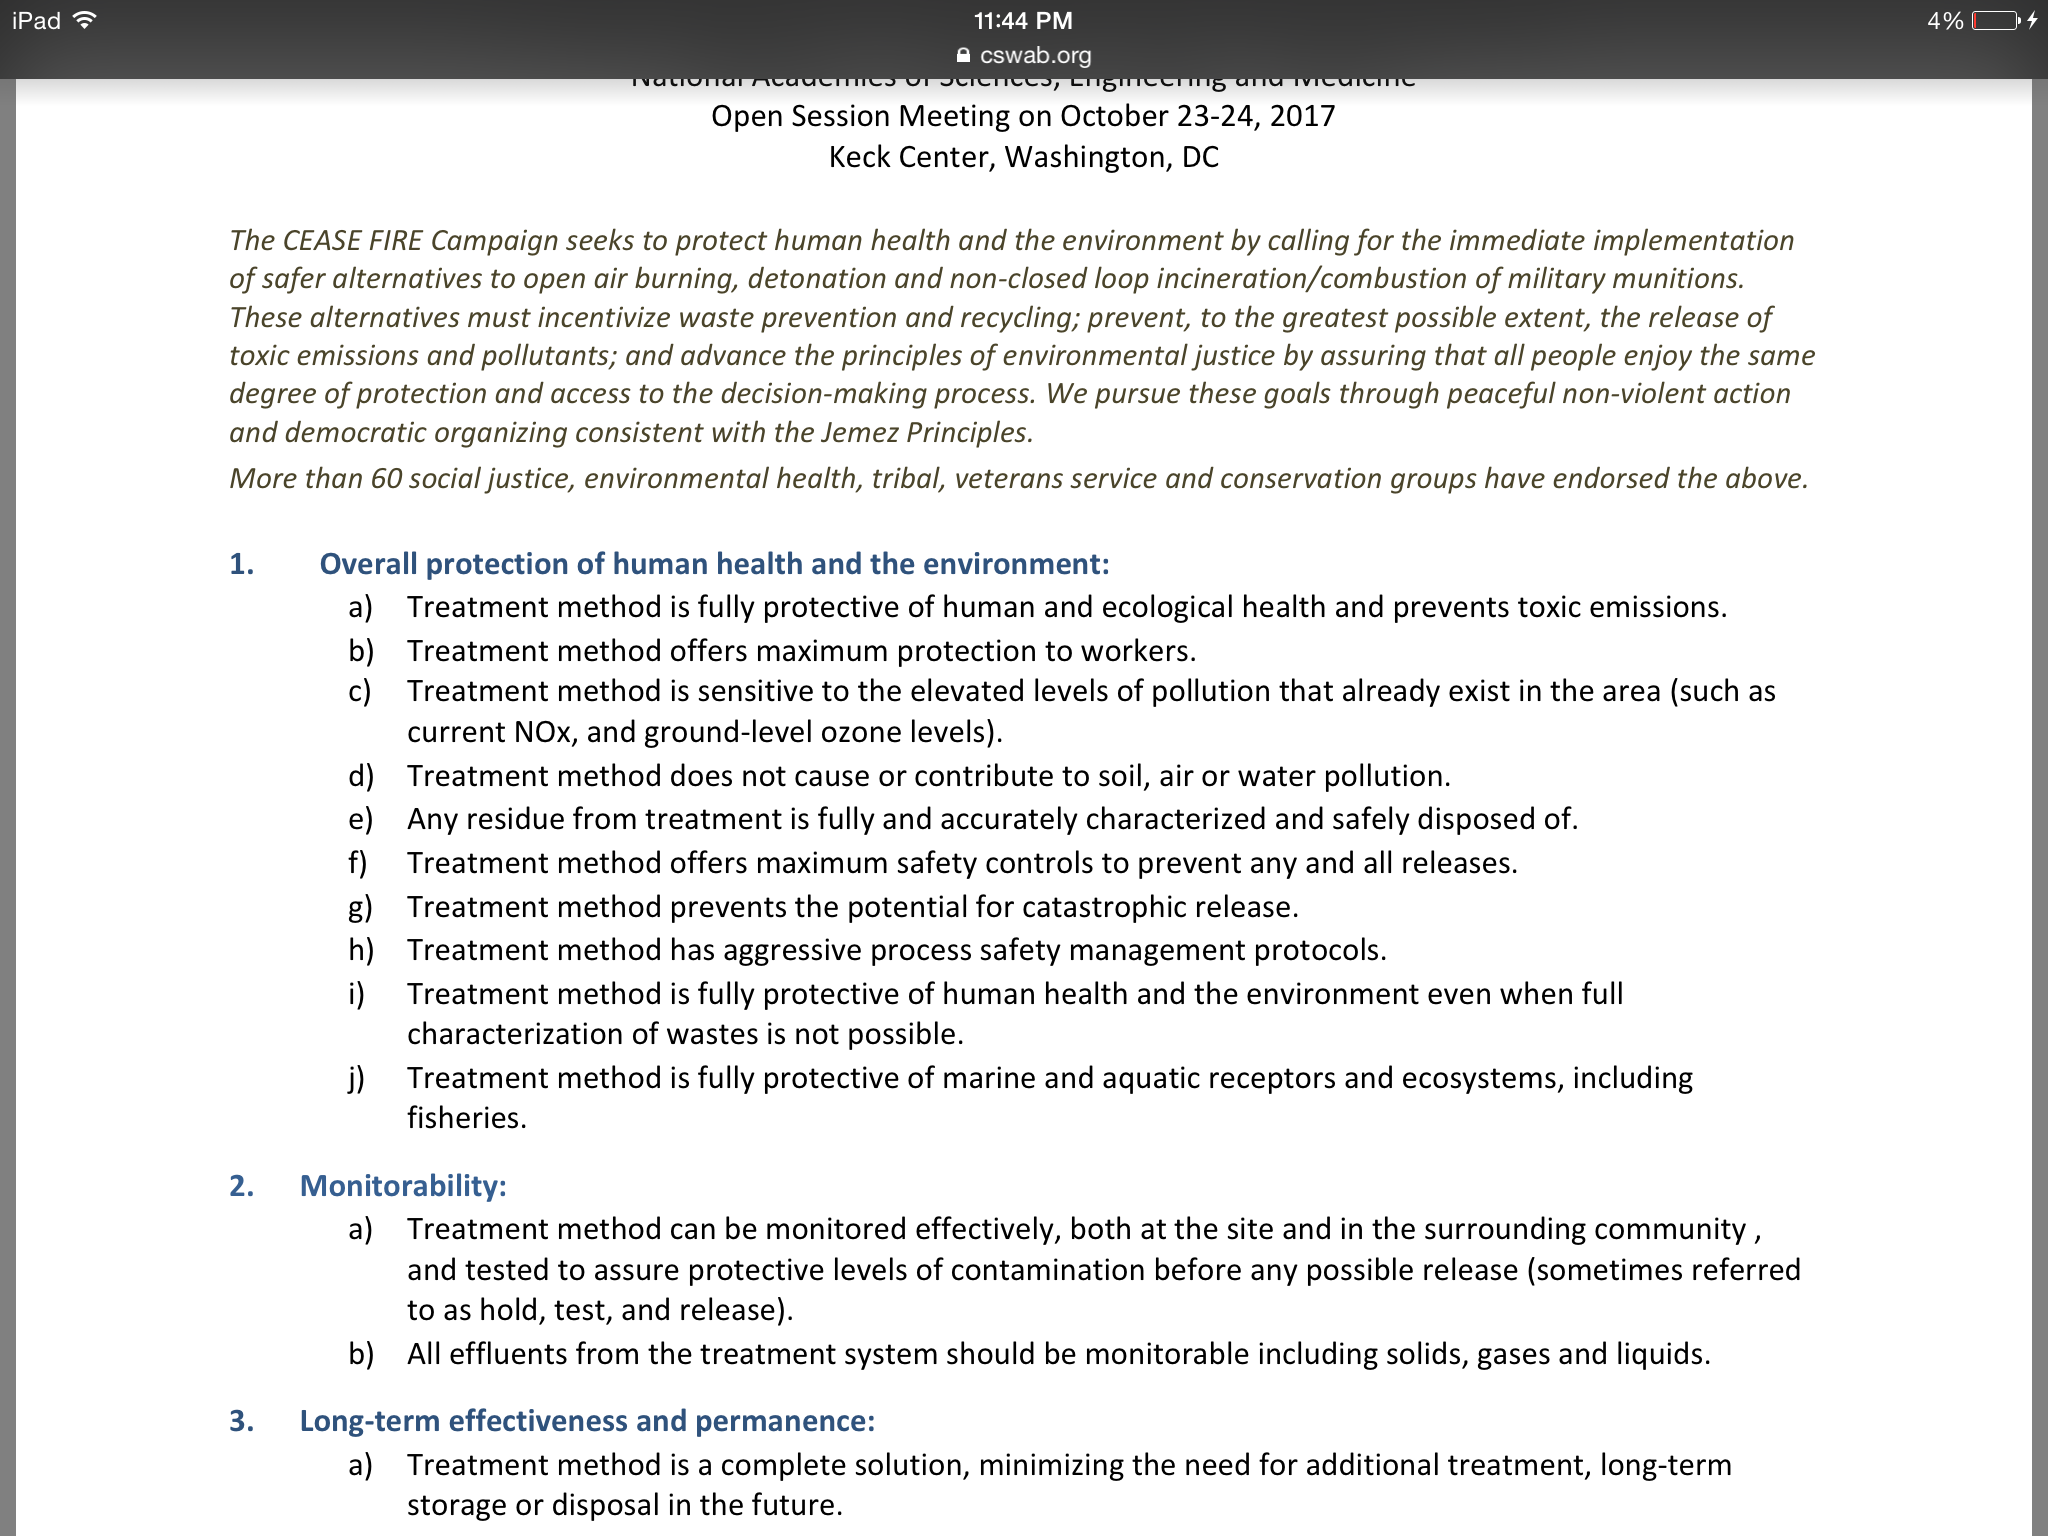 iPad
11:44 PM
4%
cswab.org
National Academies of Sciences, Engineering and Medicine
Open Session Meeting on October 23-24, 2017
Keck Center, Washington, DC
The CEASE FIRE Campaign seeks to protect human health and the environment by calling for the immediate implementation
of safer alternatives to open air burning, detonation and non-closed loop incineration/combustion of military munitions.
These alternatives must incentivize waste prevention and recycling; prevent, to the greatest possible extent, the release of
toxic emissions and pollutants; and advance the principles of environmental justice by assuring that all people enjoy the same
degree of protection and access to the decision-making process. We pursue these goals through peaceful non-violent action
and democratic organizing consistent with the Jemez Principles.
More than 60 social justice, environmental health, tribal, veterans service and conservation groups have endorsed the above.
1. Overall protection of human health and the environment:
a) Treatment method is fully protective of human and ecological health and prevents toxic emissions.
b) Treatment method offers maximum protection to workers.
c) Treatment method is sensitive to the elevated levels of pollution that already exist in the area (such as
current NOx, and ground-level ozone levels).
d) Treatment method does not cause or contribute to soil, air or water pollution.
e) Any residue from treatment is fully and accurately characterized and safely disposed of.
f) Treatment method offers maximum safety controls to prevent any and all releases.
g) Treatment method prevents the potential for catastrophic release.
h) Treatment method has aggressive process safety management protocols.
i) Treatment method is fully protective of human health and the environment even when full
characterization of wastes is not possible.
j) Treatment method is fully protective of marine and aquatic receptors and ecosystems, including
fisheries.
2. Monitorability:
a) Treatment method can be monitored effectively, both at the site and in the surrounding community ,
and tested to assure protective levels of contamination before any possible release (sometimes referred
to as hold, test, and release).
b) All effluents from the treatment system should be monitorable including solids, gases and liquids.
3. Long-term effectiveness and permanence:
a) Treatment method is a complete solution, minimizing the need for additional treatment, long-term
storage or disposal in the future.